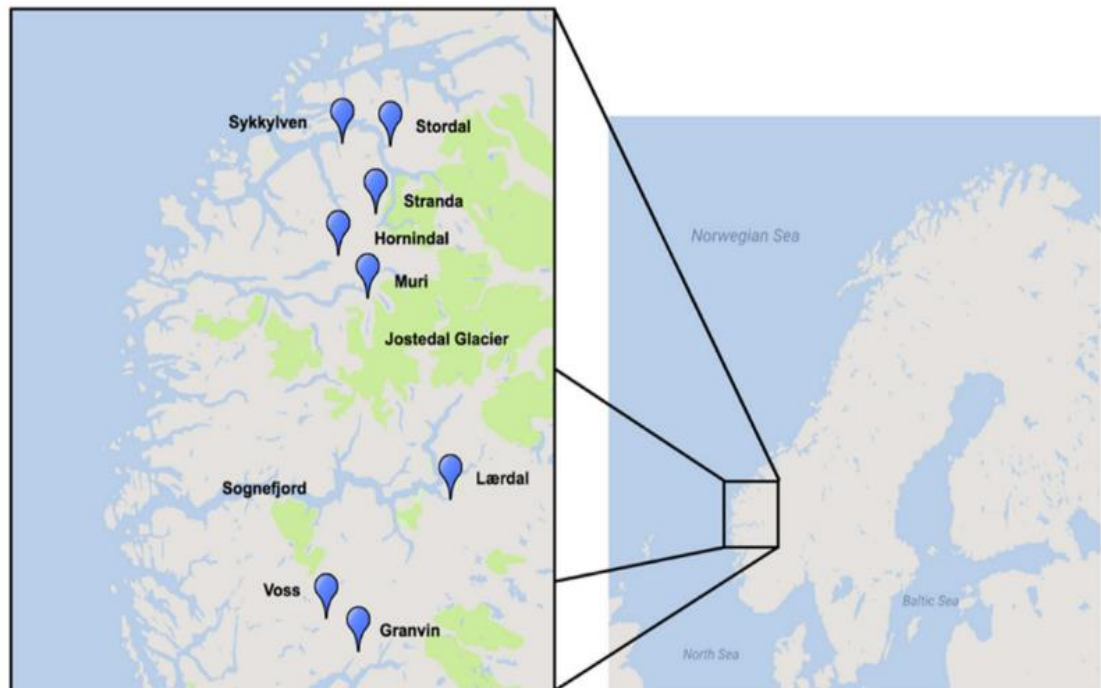 Sykkylven
Stordal
Stranda
Hornindal
Muri
Jostedal Glacier
Lærdal
Sognefjord
Voss
Granvin
Norwegian Sea
Baltic Sea
North Sea